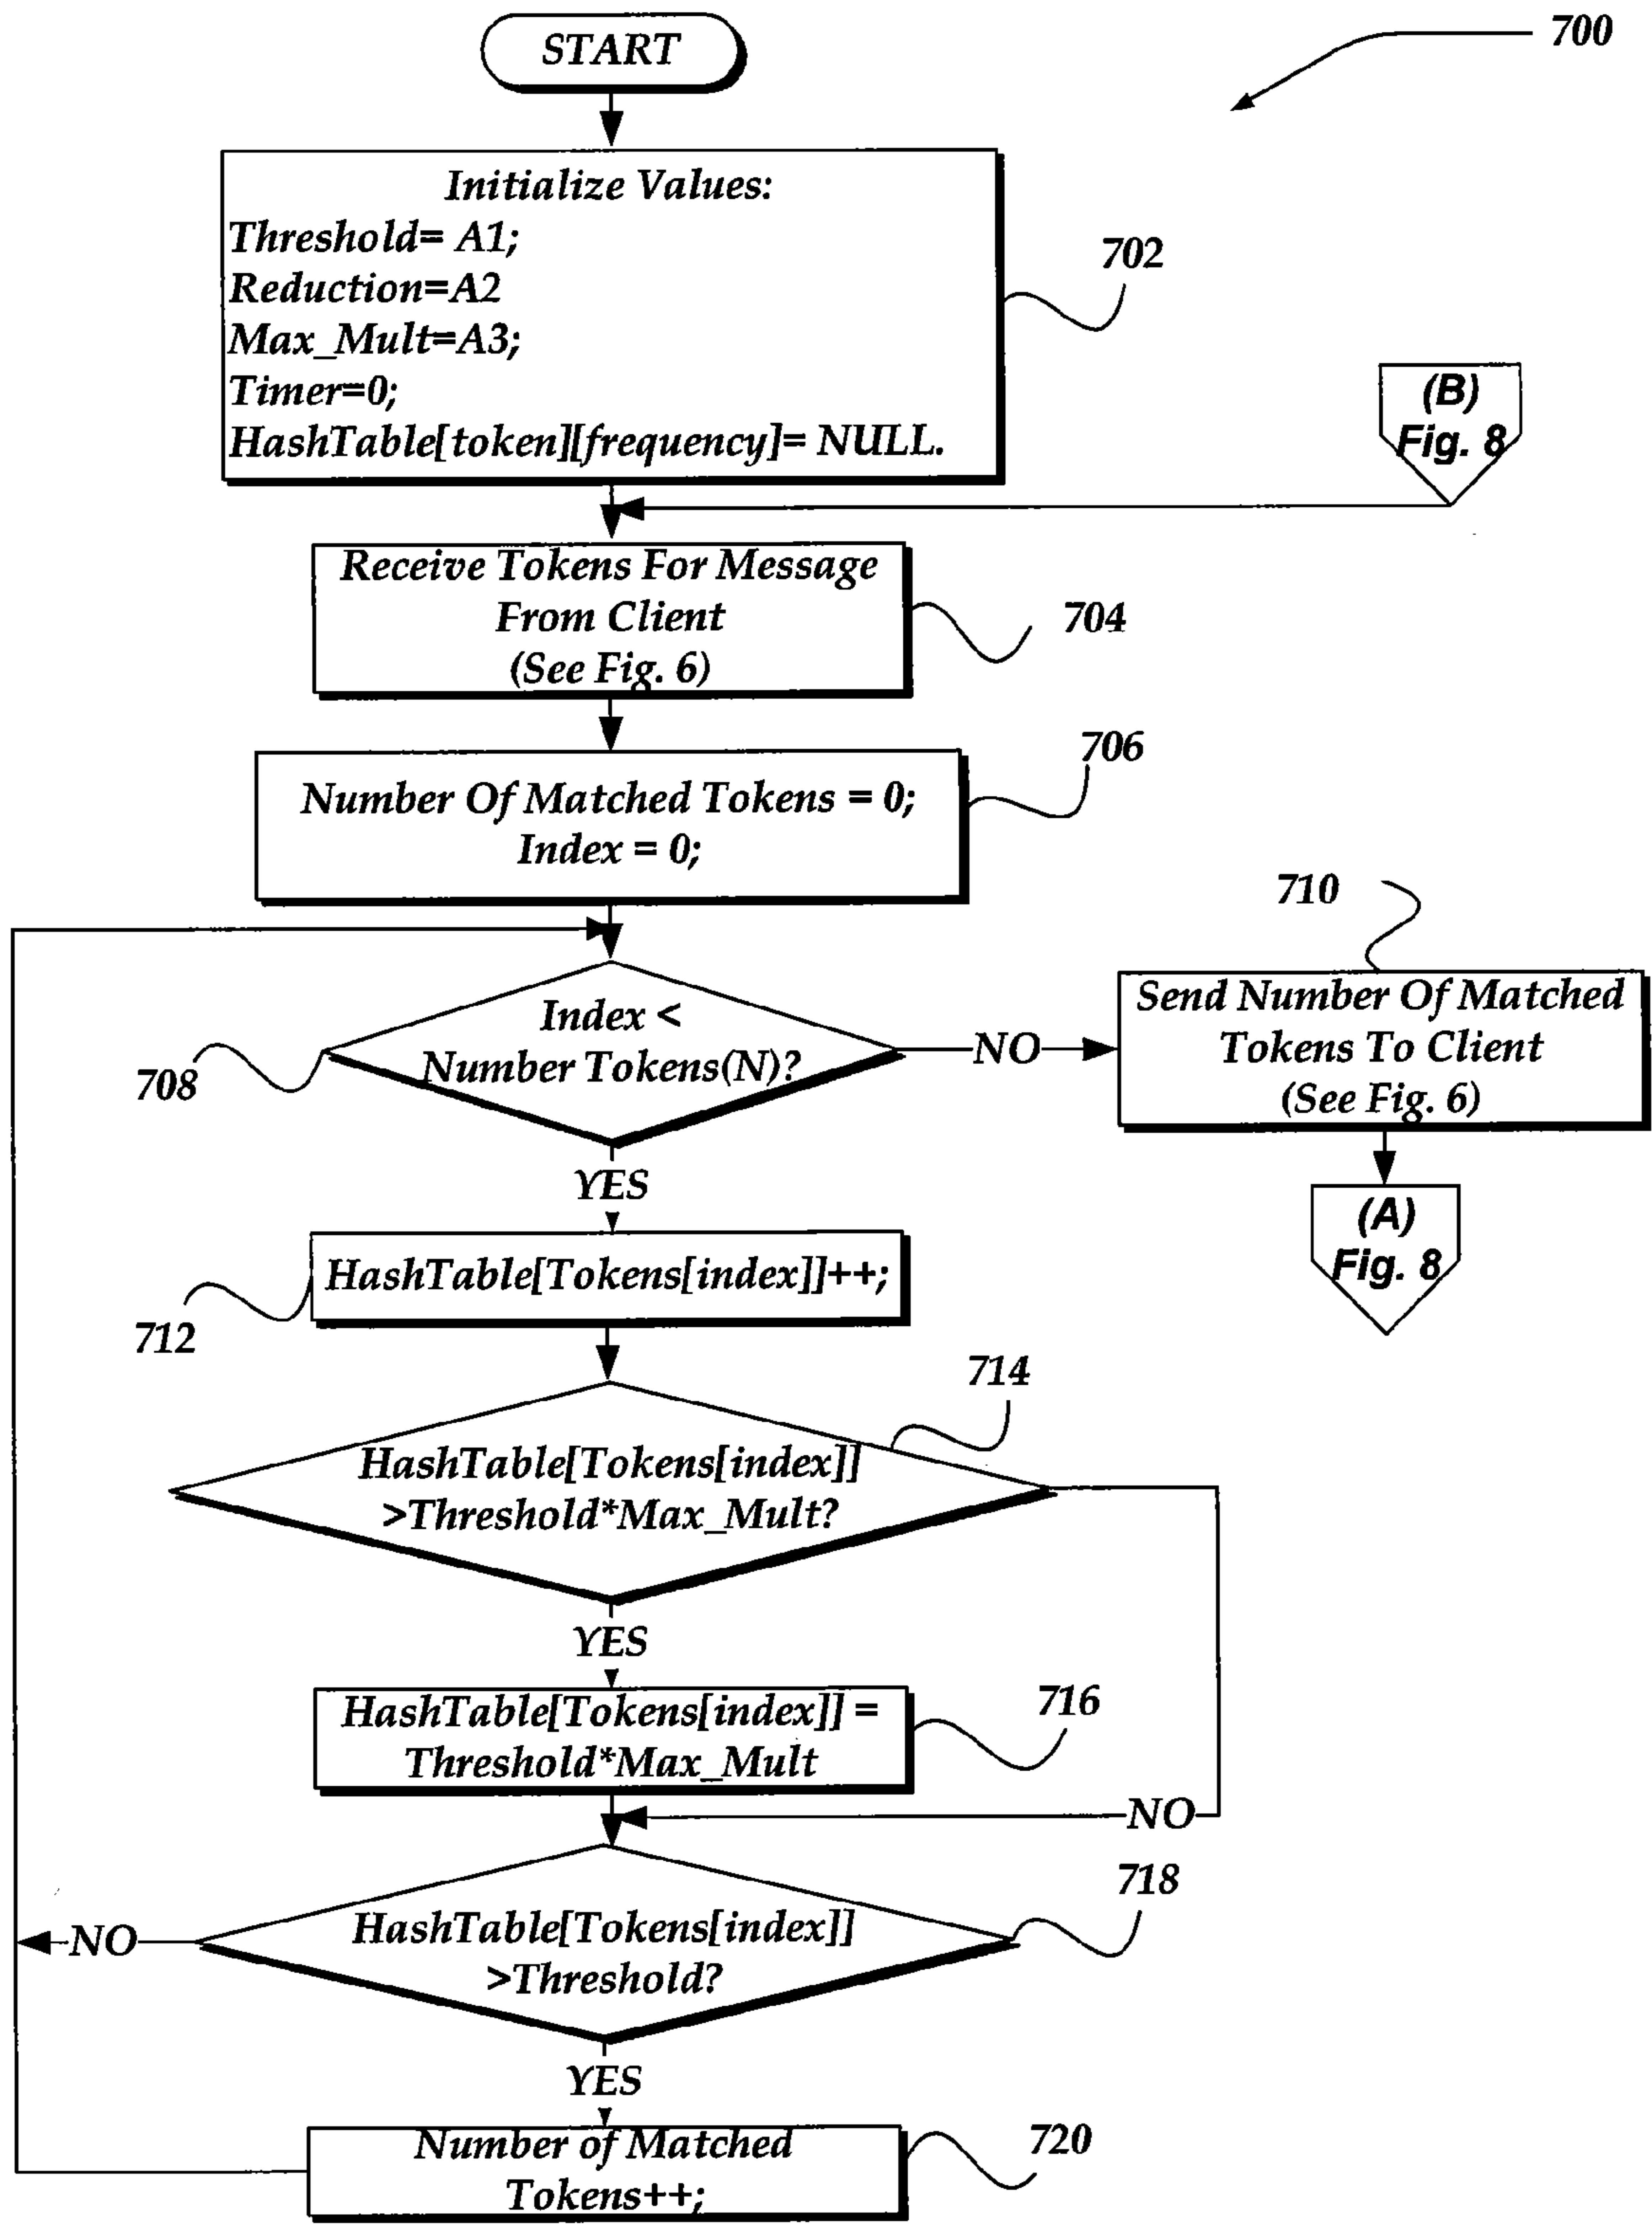 START
700
Initialize Values:
Threshold= A1;
Reduction=A2
Max_Mult=A3;
Timer=0;
HashTable[token][frequency]= NULL.
702
(B)
Fig. 8
Receive Tokens For Message
From Client
(See Fig. 6)
704
706
Number Of Matched Tokens = 0;
Index = 0;
710
Index <
Number Tokens(N)?
708
NO
Send Number Of Matched
Tokens To Client
(See Fig. 6)
YES
(A)
Fig. 8
HashTable[Tokens[index]]++;
712
714
HashTable[Tokens[index]]
>Threshold*Max_Mult?
YES
HashTable[Tokens[index]] =
Threshold*Max_Mult
716
NO
718
HashTable[Tokens[index]]
>Threshold?
NO
YES
Number of Matched
Tokens++;
720